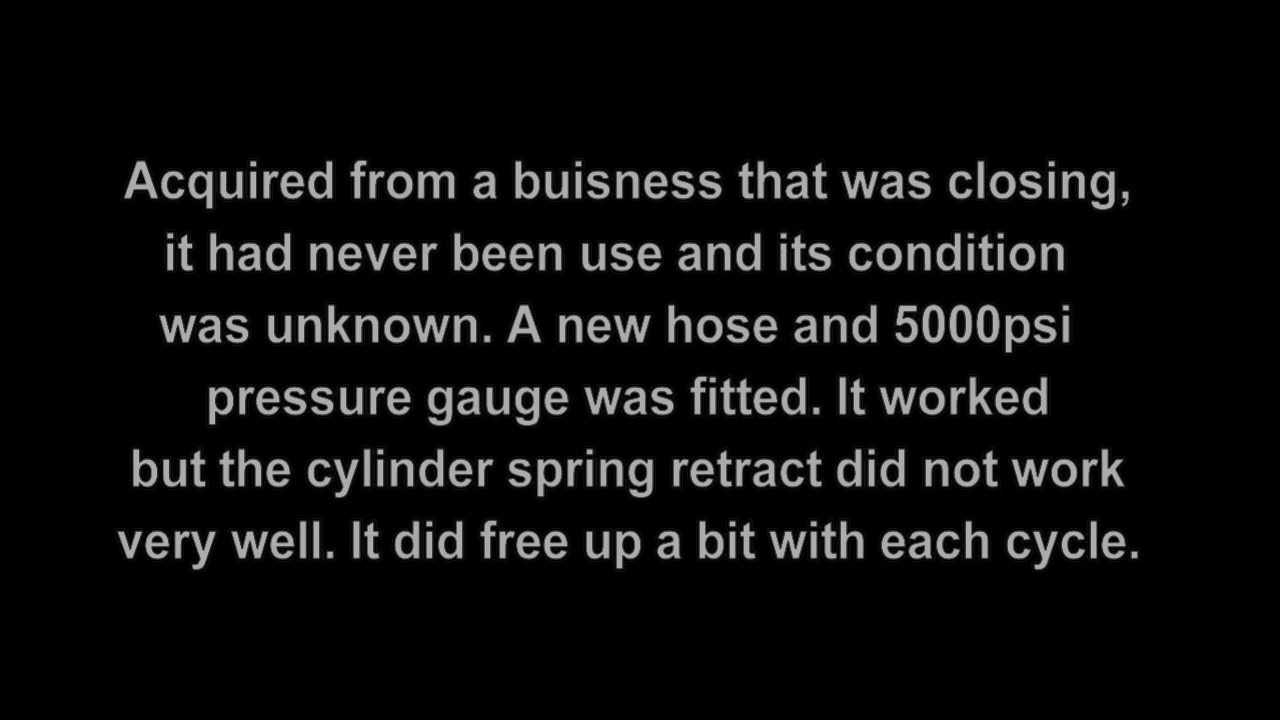 Acquired from a buisness that was closing,
it had never been use and its condition
was unknown. A new hose and 5000psi
pressure gauge was fitted. It worked
but the cylinder spring retract did not work
very well. It did free up a bit with each cycle.